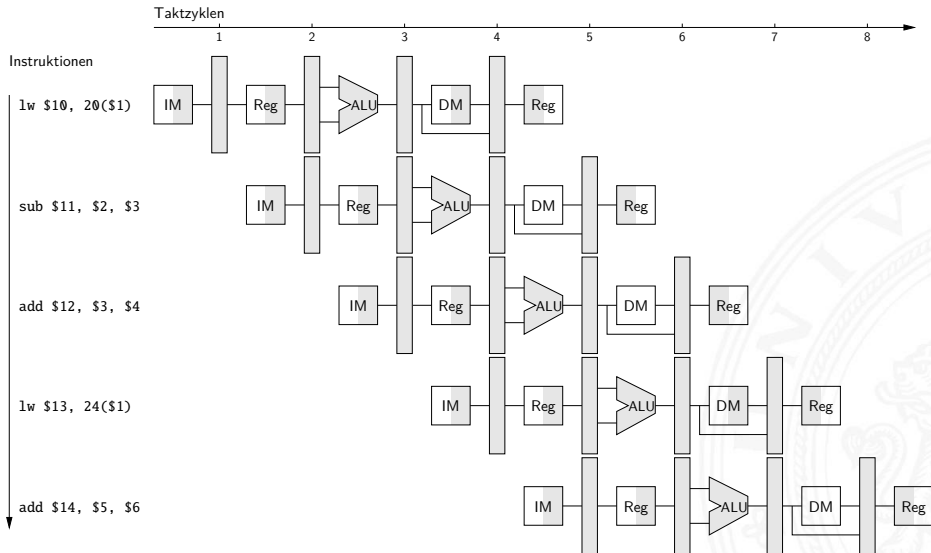 Taktzyklen
1 2 3 4 5 6 7 8
Instruktionen
lw $10, 20($1) IM Reg ALU DM Reg
sub $11, $2, $3 IM Reg ALU DM Reg
add $12, $3, $4 IM Reg ALU DM Reg
lw $13, 24($1) IM Reg ALU DM Reg
add $14, $5, $6 IM Reg ALU DM Reg